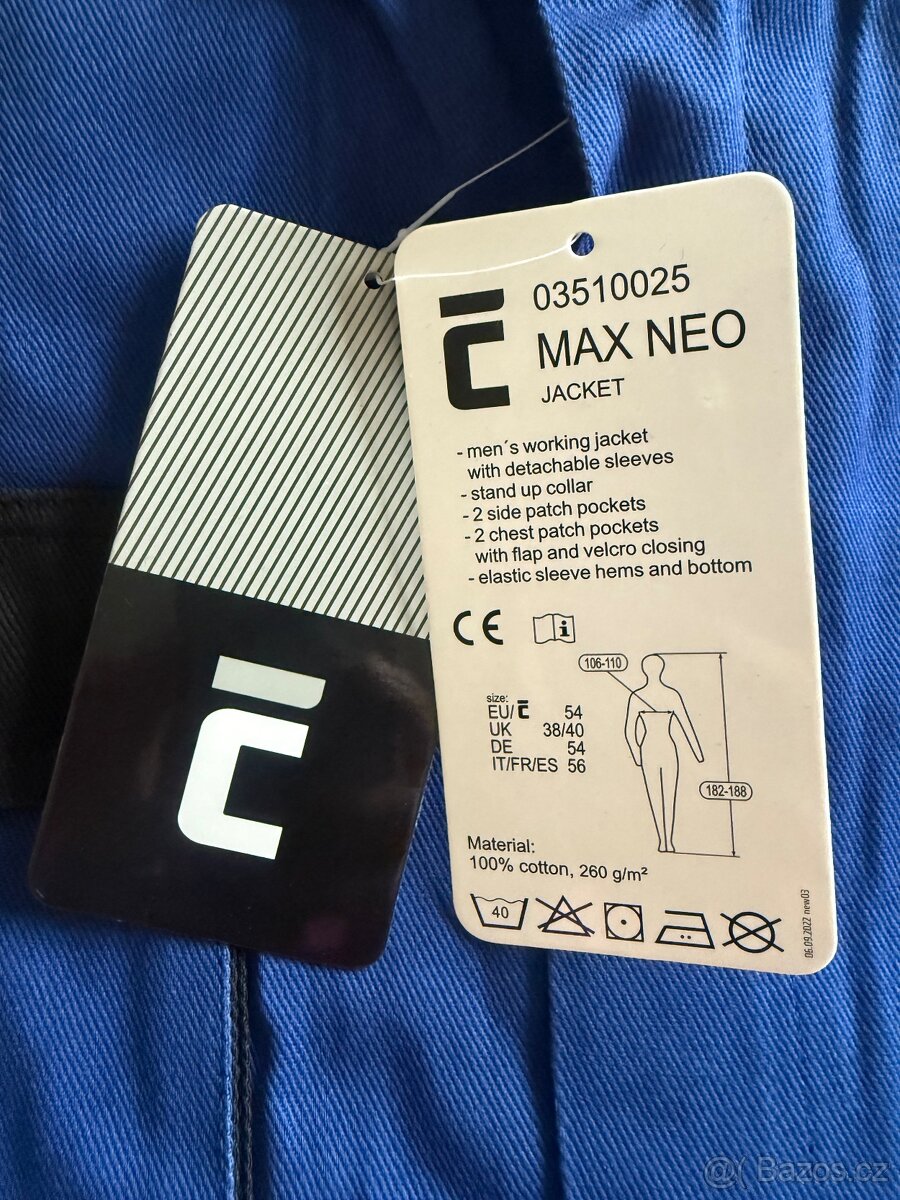 03510025
MAX NEO
JACKET
- men´s working jacket
with detachable sleeves
- stand up collar
- 2 side patch pockets
- 2 chest patch pockets
with flap and velcro closing
- elastic sleeve hems and bottom
CE
i
106-110
size:
EU/ 54
UK 38/40
DE 54
IT/FR/ES 56
182-188
Material:
100% cotton, 260 g/m²
40
06.09.2022 new03
@( Bazos.cz